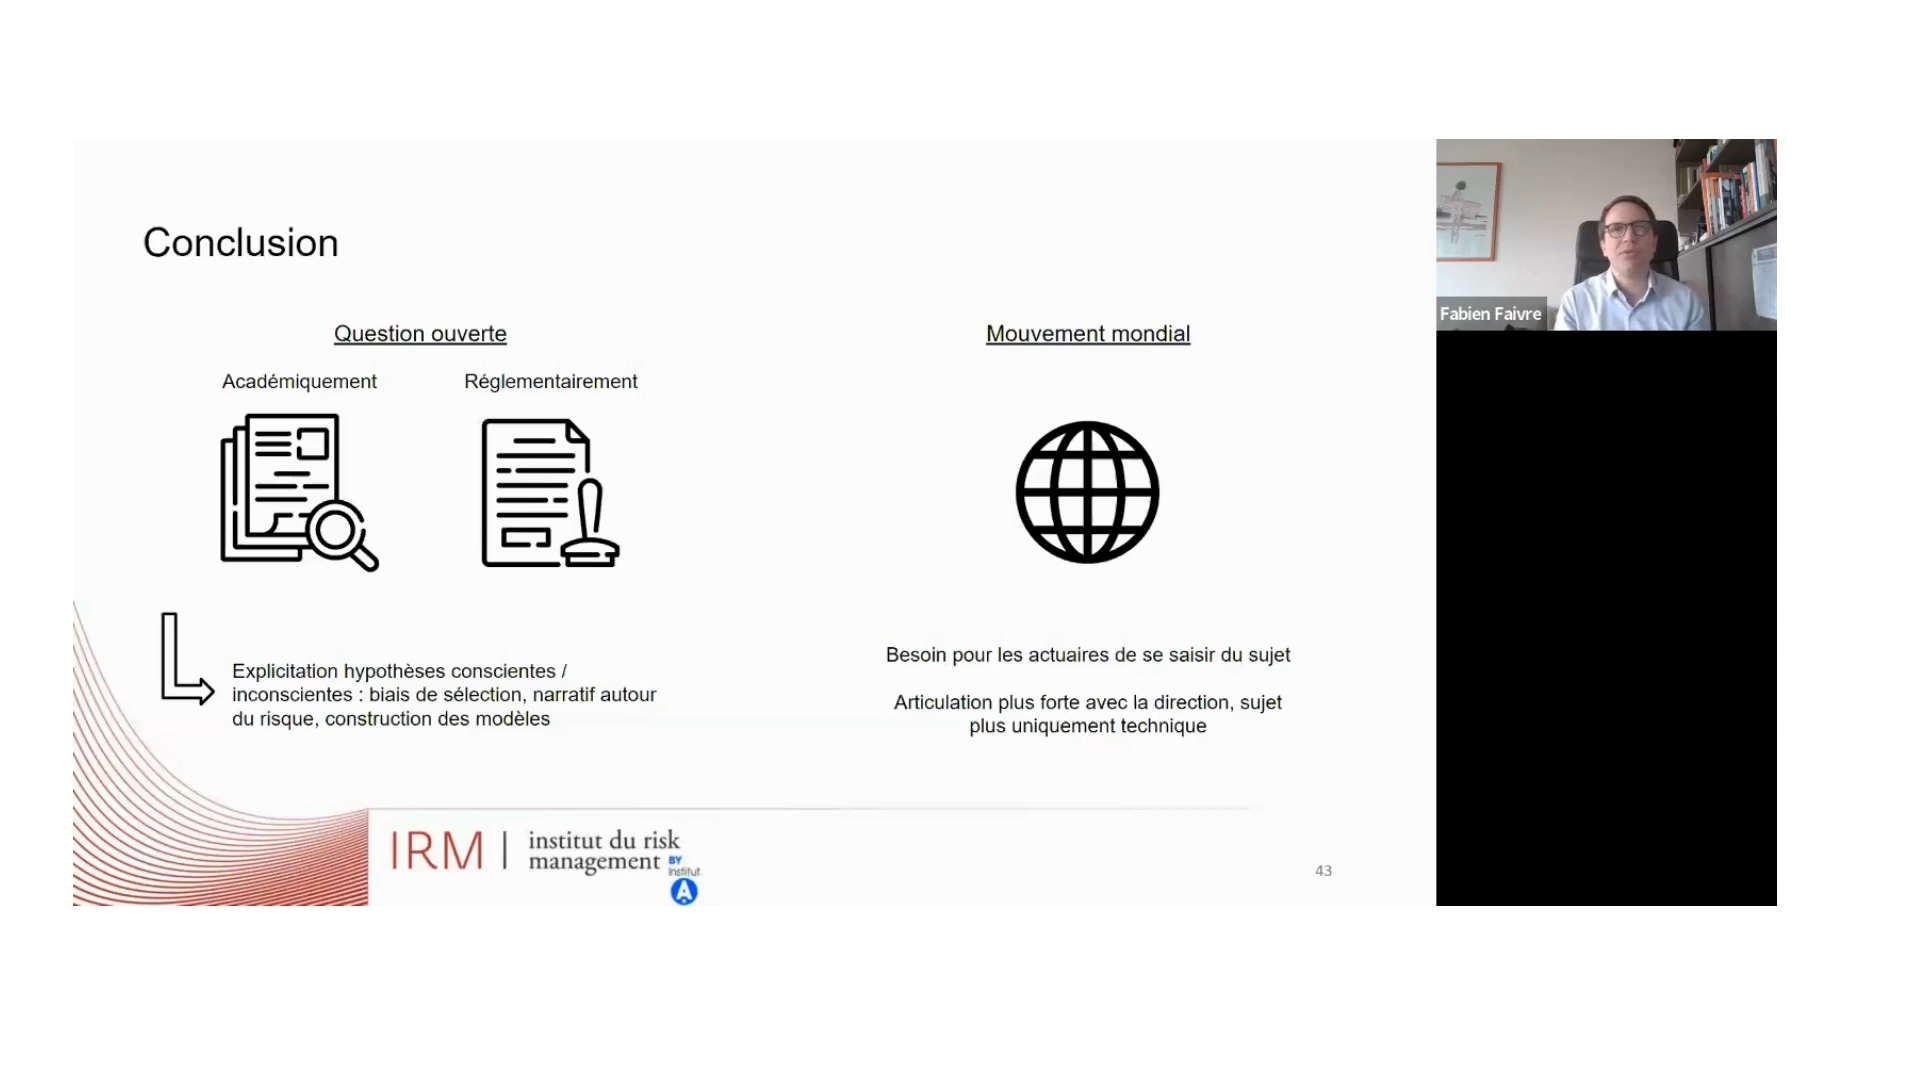 Conclusion
Question ouverte
Académiquement
Réglementairement
Explicitation hypothèses conscientes /
inconscientes : biais de sélection, narratif autour
du risque, construction des modèles
Mouvement mondial
Besoin pour les actuaires de se saisir du sujet
Articulation plus forte avec la direction, sujet
plus uniquement technique
IRM | institut du risk
management BY
Institut
A
43
Fabien Faivre